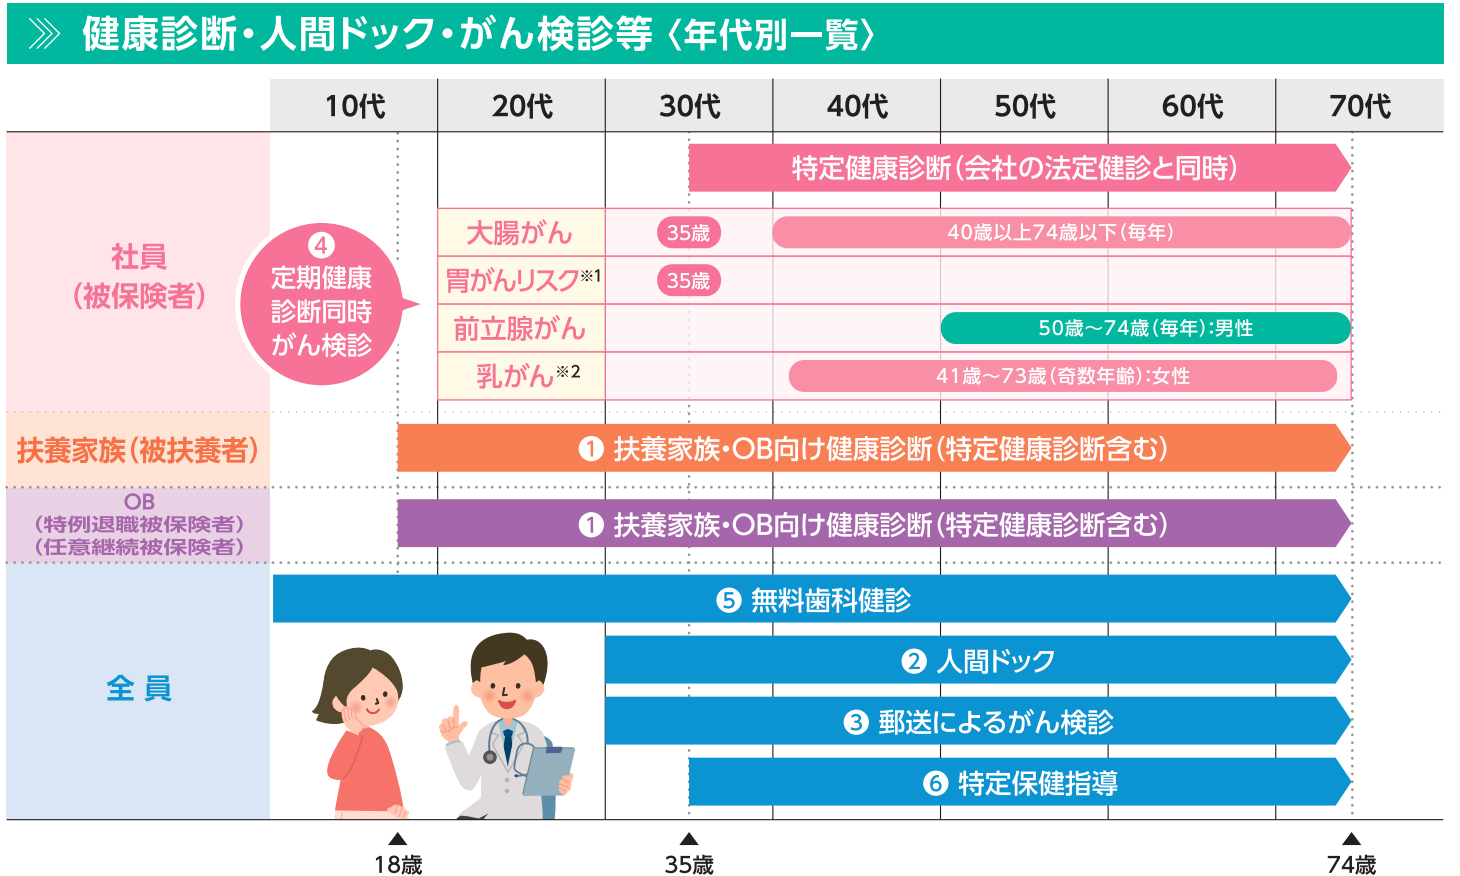 健康診断・人間ドック・がん検診等〈年代別一覧〉
10代 20代 30代 40代 50代 60代 70代
社員
（被保険者）
特定健康診断（会社の法定健診と同時）
❹
定期健康
診断同時
がん検診
大腸がん 35歳 40歳以上74歳以下（毎年）
胃がんリスク※1 35歳
前立腺がん 50歳～74歳（毎年）：男性
乳がん※2 41歳～73歳（奇数年齢）：女性
扶養家族（被扶養者）
❶ 扶養家族・OB向け健康診断（特定健康診断含む）
OB
（特例退職被保険者）
（任意継続被保険者）
❶ 扶養家族・OB向け健康診断（特定健康診断含む）
全員
❺ 無料歯科健診
❷ 人間ドック
❸ 郵送によるがん検診
❻ 特定保健指導
▲ ▲ ▲
18歳 35歳 74歳